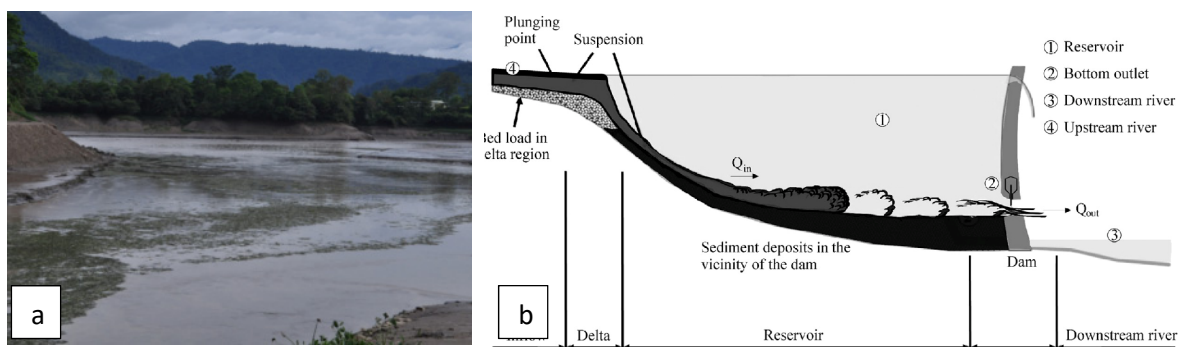 a
b
Plunging
point
Suspension
④
① Reservoir
② Bottom outlet
③ Downstream river
④ Upstream river
①
Bed load in
elta region
Q_in
②
Q_out
③
Sediment deposits in the
vicinity of the dam
Dam
Delta
Reservoir
Downstream river